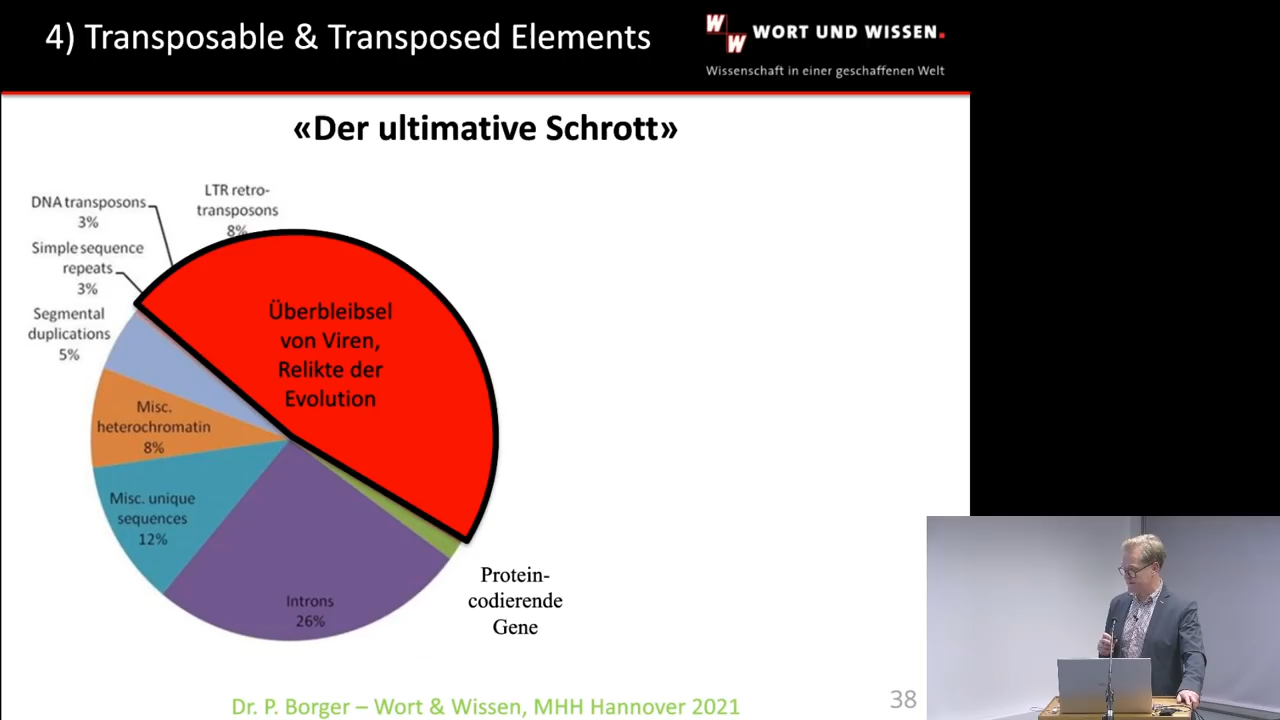 4) Transposable & Transposed Elements
W
W
WORT UND WISSEN.
Wissenschaft in einer geschaffenen Welt
«Der ultimative Schrott»
LTR retro-
transposons
8%
DNA transposons
3%
Simple sequence
repeats
3%
Segmental
duplications
5%
Überbleibsel
von Viren,
Relikte der
Evolution
Misc.
heterochromatin
8%
Misc. unique
sequences
12%
Introns
26%
Protein-
codierende
Gene
Dr. P. Borger – Wort & Wissen, MHH Hannover 2021
38